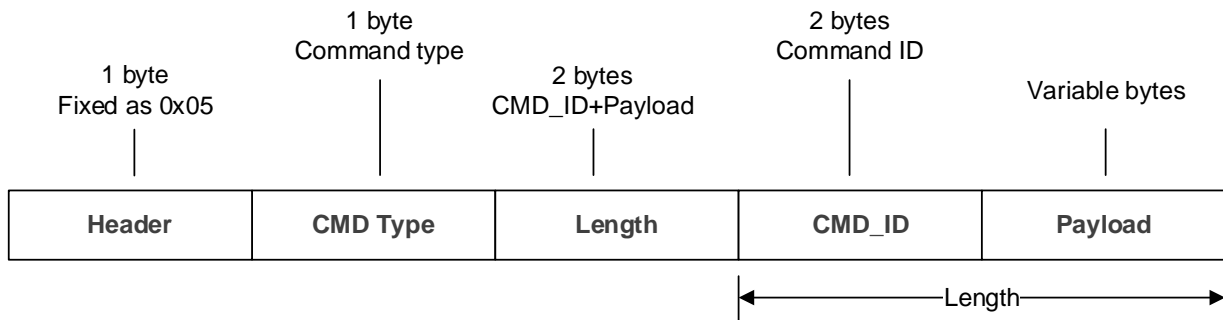 1 byte
Fixed as 0x05
1 byte
Command type
2 bytes
CMD_ID+Payload
2 bytes
Command ID
Variable bytes
Header
CMD Type
Length
CMD_ID
Payload
Length